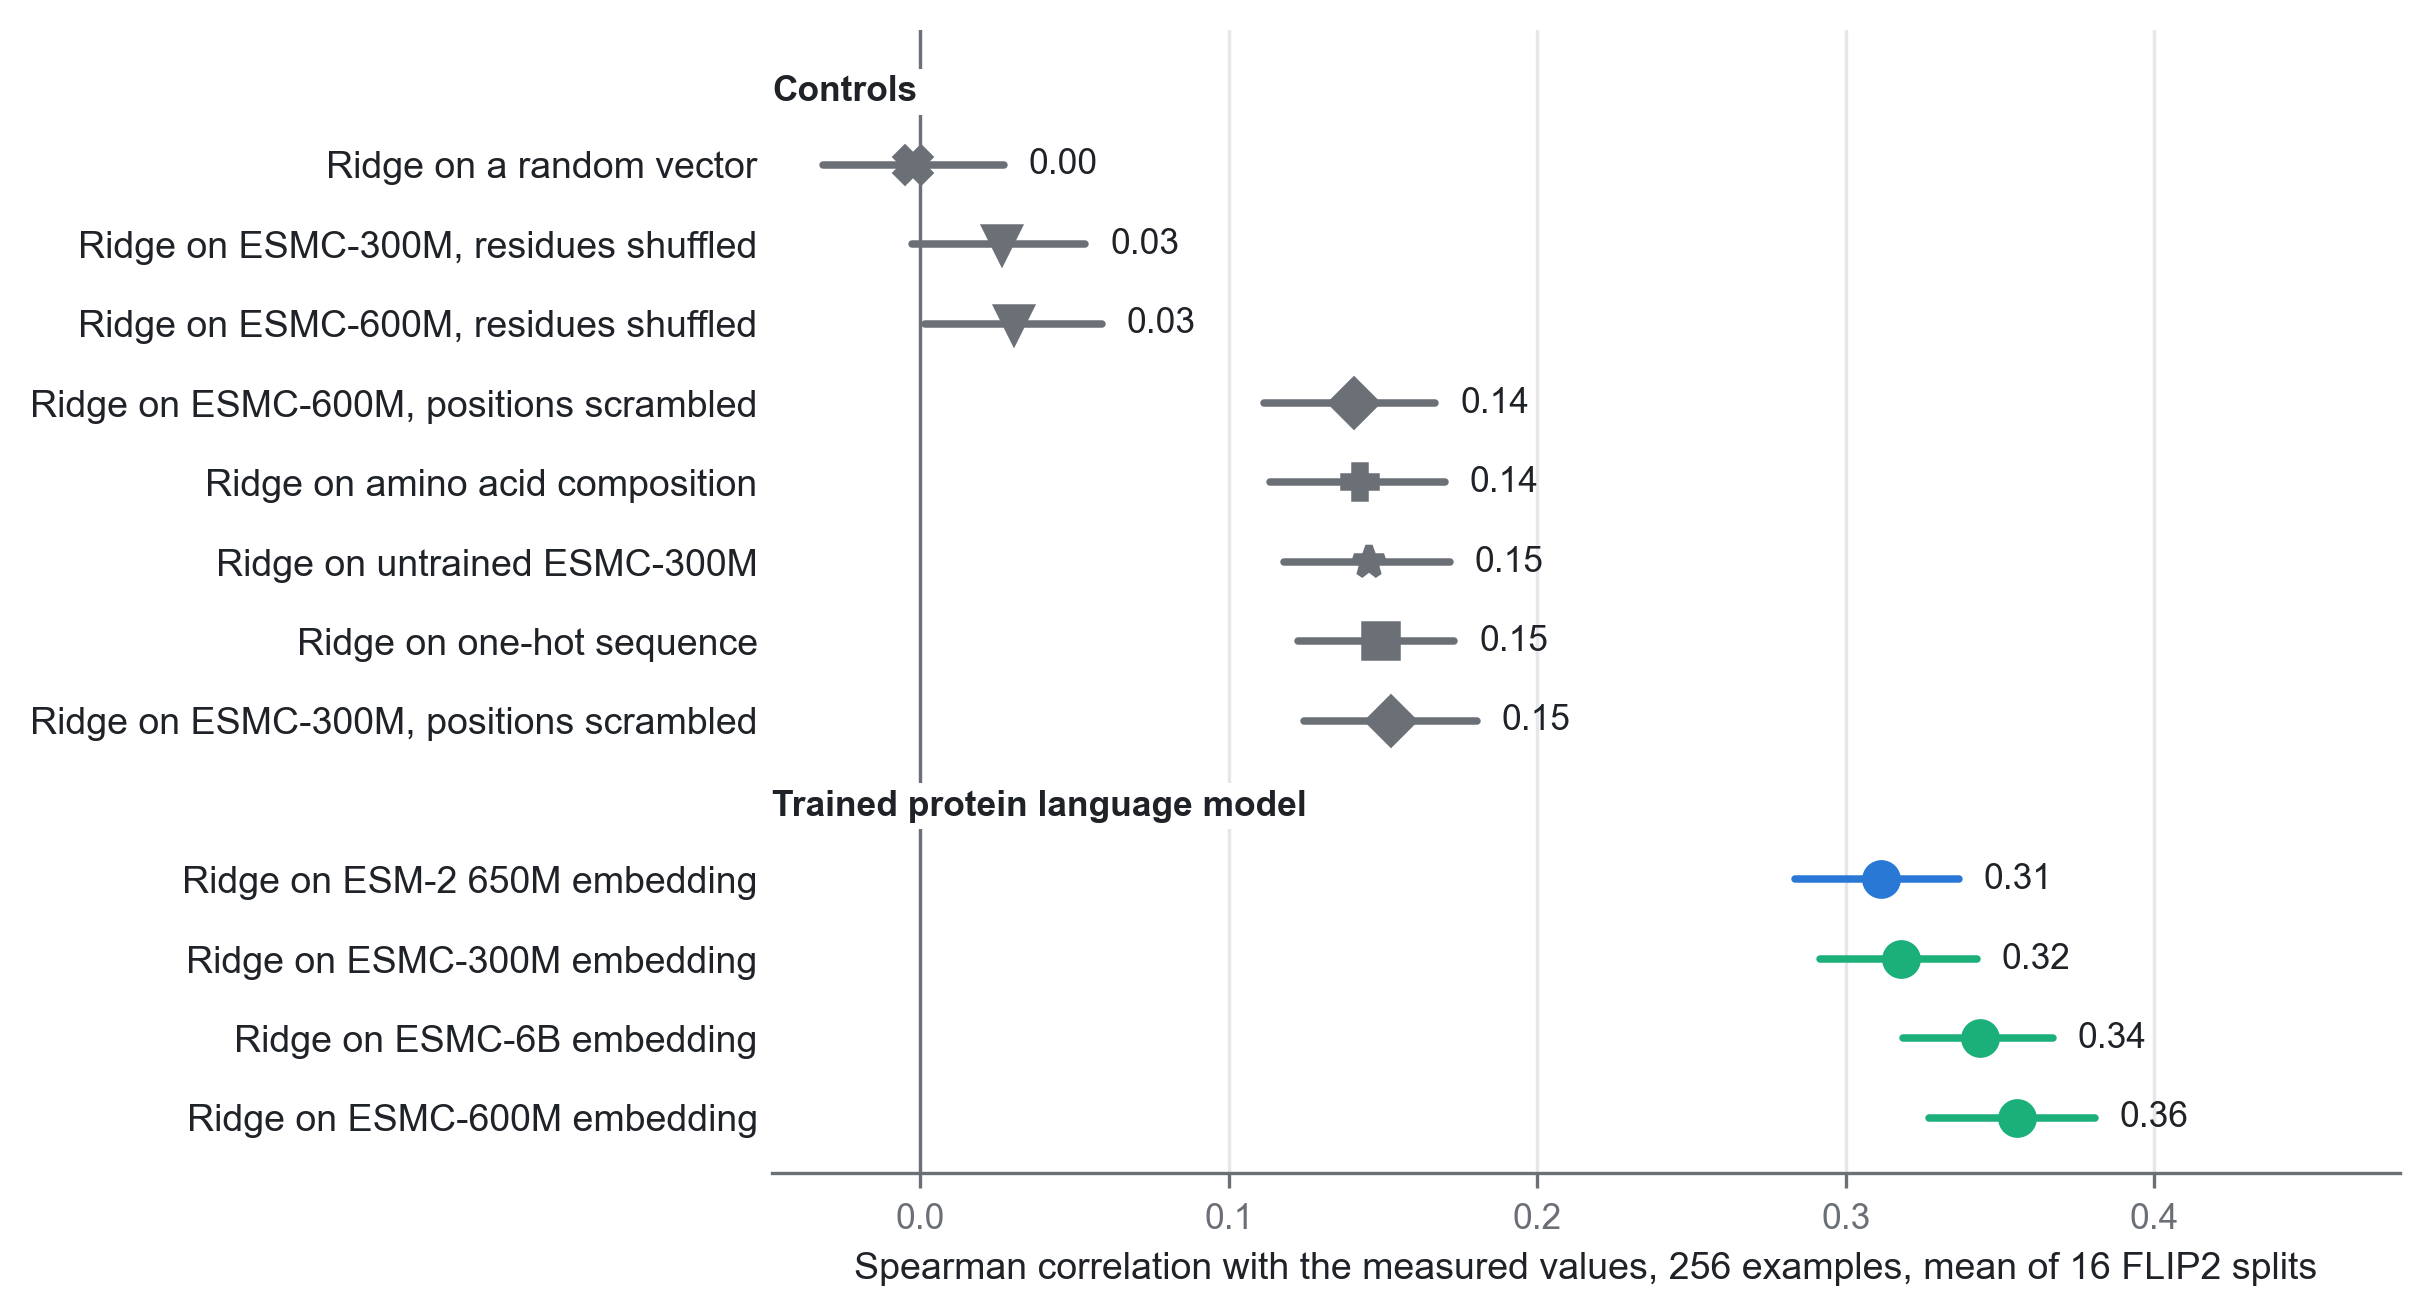 Controls
Ridge on a random vector 0.00
Ridge on ESMC-300M, residues shuffled 0.03
Ridge on ESMC-600M, residues shuffled 0.03
Ridge on ESMC-600M, positions scrambled 0.14
Ridge on amino acid composition 0.14
Ridge on untrained ESMC-300M 0.15
Ridge on one-hot sequence 0.15
Ridge on ESMC-300M, positions scrambled 0.15
Trained protein language model
Ridge on ESM-2 650M embedding 0.31
Ridge on ESMC-300M embedding 0.32
Ridge on ESMC-6B embedding 0.34
Ridge on ESMC-600M embedding 0.36
0.0 0.1 0.2 0.3 0.4
Spearman correlation with the measured values, 256 examples, mean of 16 FLIP2 splits